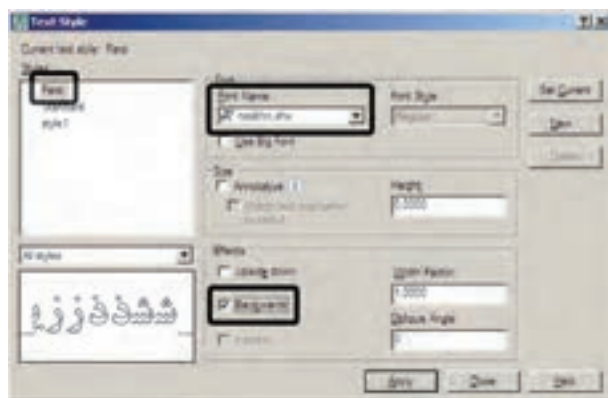 Text Style
Current text style: Farsi
Styles:
Farsi
Standard
style1
Font
Font Name
Font Style
Regular
Use Big Font
Set Current
New
Delete
Size
Annotative
Height
0.0000
All styles
Effects
Upside down
Backwards
Vertical
Width Factor
1.0000
Oblique Angle
0
Apply
Close
Help